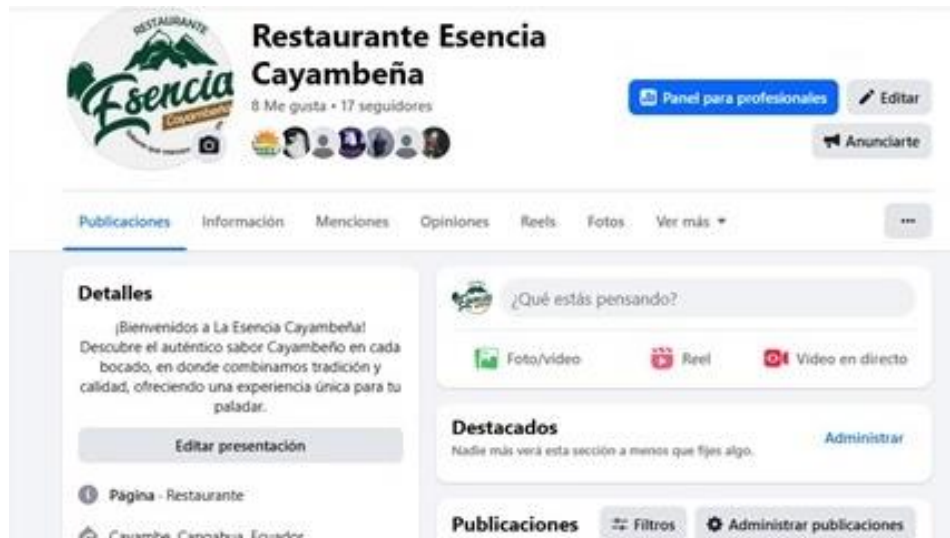 RESTAURANTE
Esencia
Cayambeña
Restaurante Esencia
Cayambeña
8 Me gusta • 17 seguidores
Panel para profesionales
Editar
Anunciarte
Publicaciones
Información
Menciones
Opiniones
Reels
Fotos
Ver más
Detalles
¡Bienvenidos a La Esencia Cayambeña!
Descubre el auténtico sabor Cayambeño en cada
bocado, en donde combinamos tradición y
calidad, ofreciendo una experiencia única para tu
paladar.
Editar presentación
Página · Restaurante
Cayambe, Cangahua, Ecuador
¿Qué estás pensando?
Foto/video
Reel
Video en directo
Destacados
Administrar
Nadie más verá esta sección a menos que fijes algo.
Publicaciones
Filtros
Administrar publicaciones